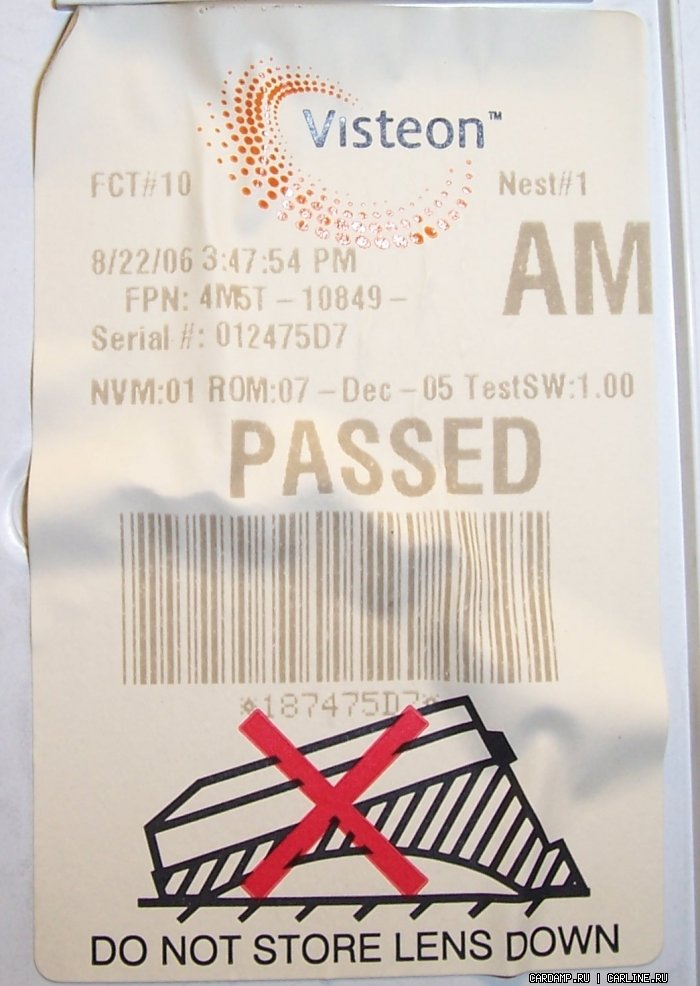 Visteon™
FCT#10 Nest#1
8/22/06 3:47:54 PM AM
FPN: 4M5T - 10849 -
Serial #: 012475D7
NVM:01 ROM:07 - Dec - 05 TestSW:1.00
PASSED
*187475D7*
DO NOT STORE LENS DOWN
CARDAMP.RU | CARLINE.RU